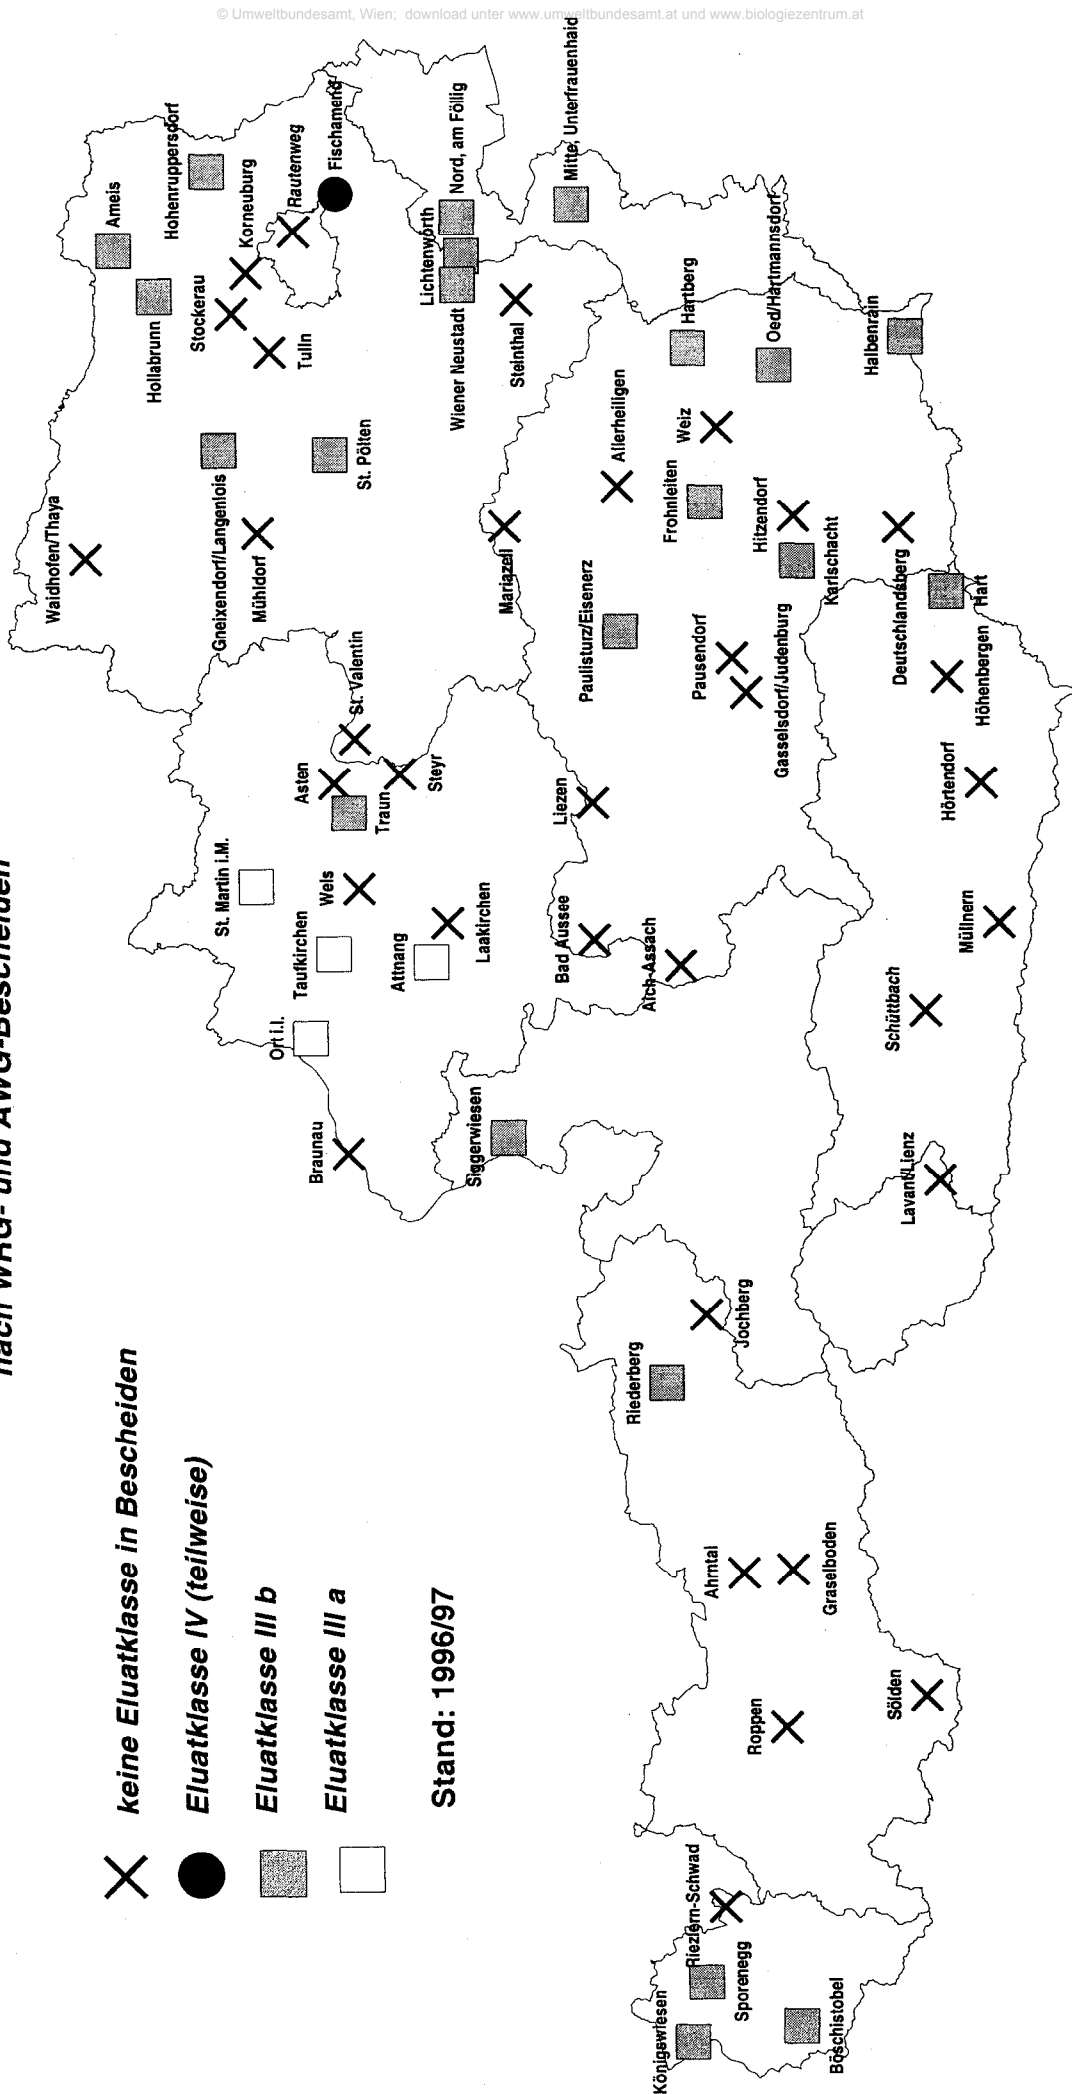 © Umweltbundesamt, Wien; download unter www.umweltbundesamt.at und www.biologiezentrum.at
nach WRG- und AWG-Bescheiden
keine Eluatklasse in Bescheiden
Eluatklasse IV (teilweise)
Eluatklasse III b
Eluatklasse III a
Stand: 1996/97
Waidhofen/Thaya
Ameis
Hohenruppersdorf
Hollabrunn
Stockerau
Korneuburg
Rautenweg
Fischamend
Tulln
Gneixendorf/Langenlois
Mühldorf
St. Pölten
Lichtenwörth
Nord, am Föllig
Wiener Neustadt
Steinthal
Mitte, Unterfrauenhaid
St. Valentin
Asten
Traun
Steyr
St. Martin i.M.
Wels
Taufkirchen
Attnang
Laakirchen
Ort i.I.
Braunau
Siggerwiesen
Mariazell
Allerheiligen
Hartberg
Weiz
Oed/Hartmannsdorf
Frohnleiten
Halbenrain
Paulisturz/Eisenerz
Hitzendorf
Karlschacht
Pausendorf
Gasselsdorf/Judenburg
Deutschlandsberg
Hart
Höhenbergen
Liezen
Bad Aussee
Aich-Assach
Hörtendorf
Müllnern
Schüttbach
Lavant/Lienz
Jochberg
Riederberg
Ahrntal
Graselboden
Roppen
Sölden
Riezlern-Schwad
Sporenegg
Königswiesen
Böschistobel